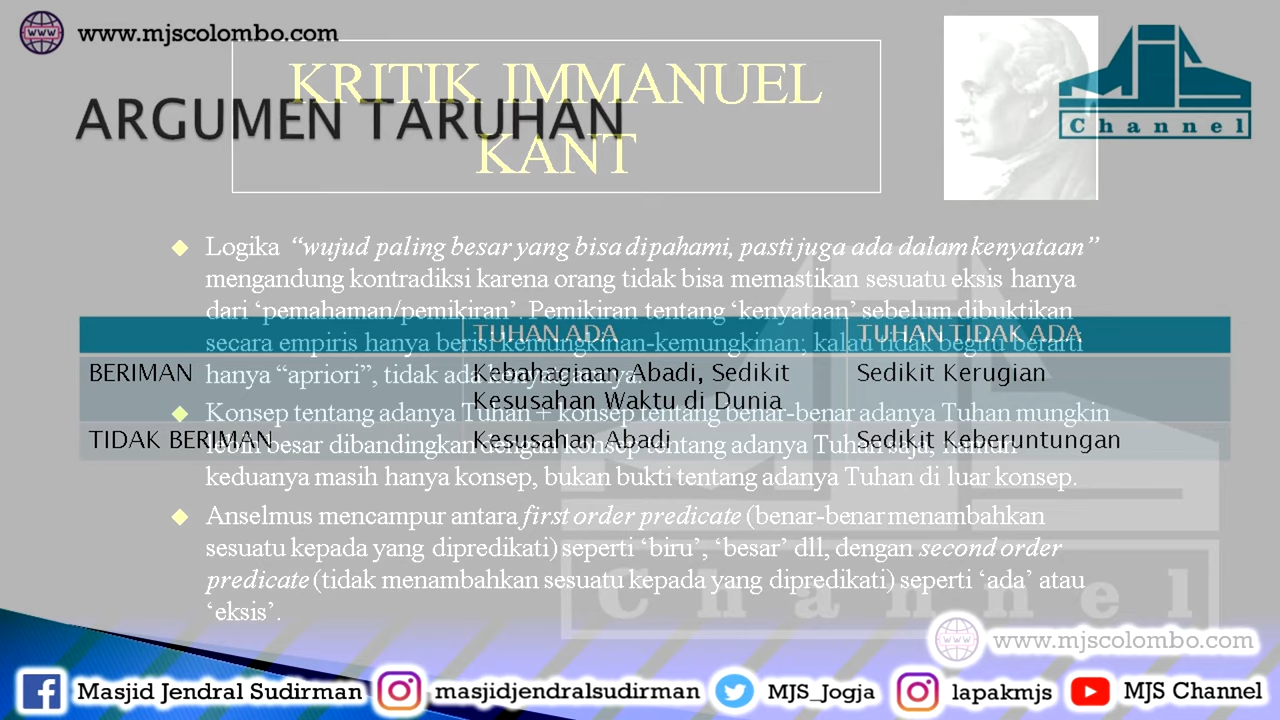 www.mjscolombo.com
KRITIK IMMANUEL
KANT
ARGUMEN TARUHAN
Channel
Logika “wujud paling besar yang bisa dipahami, pasti juga ada dalam kenyataan”
mengandung kontradiksi karena orang tidak bisa memastikan sesuatu eksis hanya
dari ‘pemahaman/pemikiran’. Pemikiran tentang ‘kenyataan’ sebelum dibuktikan
secara empiris hanya berisi kemungkinan-kemungkinan; kalau tidak begitu berarti
hanya “apriori”, tidak ada kenyataannya.
TUHAN ADA TUHAN TIDAK ADA
BERIMAN Kebahagiaan Abadi, Sedikit Sedikit Kerugian
Kesusahan Waktu di Dunia
TIDAK BERIMAN Kesusahan Abadi Sedikit Keberuntungan
Konsep tentang adanya Tuhan + konsep tentang benar-benar adanya Tuhan mungkin
lebih besar dibandingkan dengan konsep tentang adanya Tuhan saja; namun
keduanya masih hanya konsep, bukan bukti tentang adanya Tuhan di luar konsep.
Anselmus mencampur antara first order predicate (benar-benar menambahkan
sesuatu kepada yang dipredikati) seperti ‘biru’, ‘besar’ dll, dengan second order
predicate (tidak menambahkan sesuatu kepada yang dipredikati) seperti ‘ada’ atau
‘eksis’.
Channel
www.mjscolombo.com
Masjid Jendral Sudirman masjidjendralsudirman MJS_Jogja lapakmjs MJS Channel